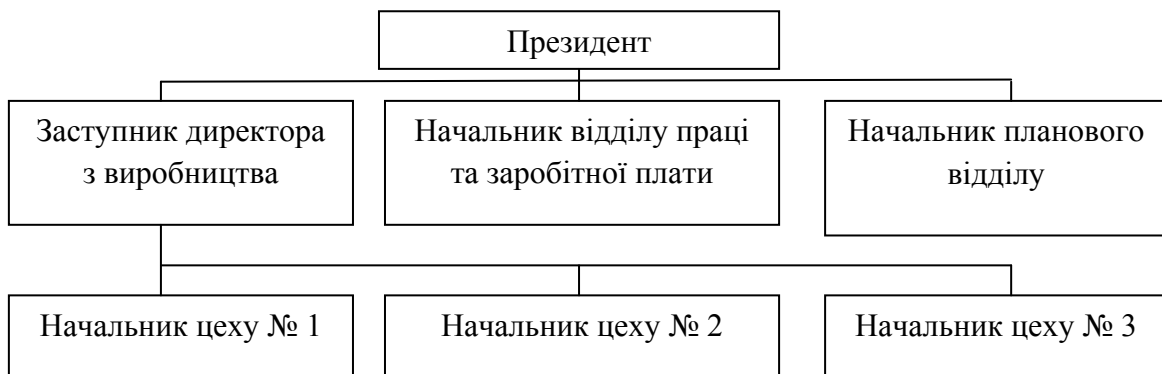 Президент
Заступник директора
з виробництва
Начальник відділу праці
та заробітної плати
Начальник планового
відділу
Начальник цеху № 1
Начальник цеху № 2
Начальник цеху № 3